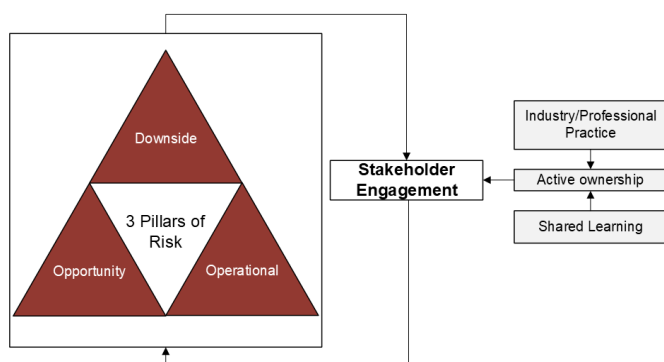 Downside
3 Pillars of
Risk
Opportunity
Operational
Stakeholder
Engagement
Industry/Professional
Practice
Active ownership
Shared Learning